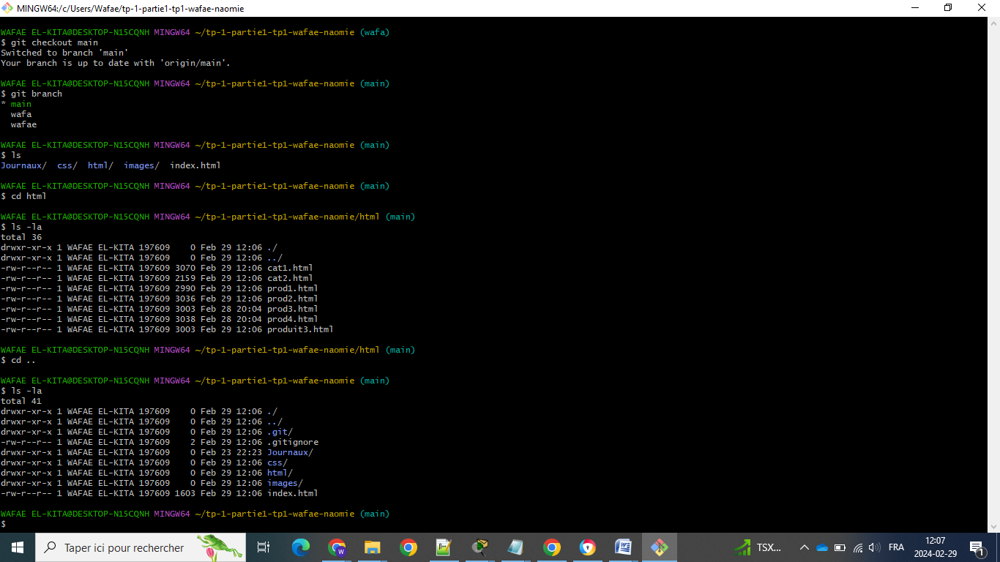 MINGW64:/c/Users/Wafae/tp-1-partie1-tp1-wafae-naomie
WAFAE EL-KITA@DESKTOP-N15CQNH MINGW64 ~/tp-1-partie1-tp1-wafae-naomie (wafa)
$ git checkout main
Switched to branch 'main'
Your branch is up to date with 'origin/main'.
WAFAE EL-KITA@DESKTOP-N15CQNH MINGW64 ~/tp-1-partie1-tp1-wafae-naomie (main)
$ git branch
* main
wafa
wafae
WAFAE EL-KITA@DESKTOP-N15CQNH MINGW64 ~/tp-1-partie1-tp1-wafae-naomie (main)
$ ls
Journaux/ css/ html/ images/ index.html
WAFAE EL-KITA@DESKTOP-N15CQNH MINGW64 ~/tp-1-partie1-tp1-wafae-naomie (main)
$ cd html
WAFAE EL-KITA@DESKTOP-N15CQNH MINGW64 ~/tp-1-partie1-tp1-wafae-naomie/html (main)
$ ls -la
total 36
drwxr-xr-x 1 WAFAE EL-KITA 197609 0 Feb 29 12:06 ./
drwxr-xr-x 1 WAFAE EL-KITA 197609 0 Feb 29 12:06 ../
-rw-r--r-- 1 WAFAE EL-KITA 197609 3070 Feb 29 12:06 cat1.html
-rw-r--r-- 1 WAFAE EL-KITA 197609 2159 Feb 29 12:06 cat2.html
-rw-r--r-- 1 WAFAE EL-KITA 197609 2990 Feb 29 12:06 prod1.html
-rw-r--r-- 1 WAFAE EL-KITA 197609 3036 Feb 29 12:06 prod2.html
-rw-r--r-- 1 WAFAE EL-KITA 197609 3003 Feb 28 20:04 prod3.html
-rw-r--r-- 1 WAFAE EL-KITA 197609 3038 Feb 28 20:04 prod4.html
-rw-r--r-- 1 WAFAE EL-KITA 197609 3003 Feb 29 12:06 produit3.html
WAFAE EL-KITA@DESKTOP-N15CQNH MINGW64 ~/tp-1-partie1-tp1-wafae-naomie/html (main)
$ cd ..
WAFAE EL-KITA@DESKTOP-N15CQNH MINGW64 ~/tp-1-partie1-tp1-wafae-naomie (main)
$ ls -la
total 41
drwxr-xr-x 1 WAFAE EL-KITA 197609 0 Feb 29 12:06 ./
drwxr-xr-x 1 WAFAE EL-KITA 197609 0 Feb 29 12:06 ../
drwxr-xr-x 1 WAFAE EL-KITA 197609 0 Feb 29 12:06 .git/
-rw-r--r-- 1 WAFAE EL-KITA 197609 2 Feb 29 12:06 .gitignore
drwxr-xr-x 1 WAFAE EL-KITA 197609 0 Feb 23 22:23 Journaux/
drwxr-xr-x 1 WAFAE EL-KITA 197609 0 Feb 29 12:06 css/
drwxr-xr-x 1 WAFAE EL-KITA 197609 0 Feb 29 12:06 html/
drwxr-xr-x 1 WAFAE EL-KITA 197609 0 Feb 29 12:06 images/
-rw-r--r-- 1 WAFAE EL-KITA 197609 1603 Feb 29 12:06 index.html
WAFAE EL-KITA@DESKTOP-N15CQNH MINGW64 ~/tp-1-partie1-tp1-wafae-naomie (main)
$
Taper ici pour rechercher
W
W
TSX...
FRA
12:07
2024-02-29
1